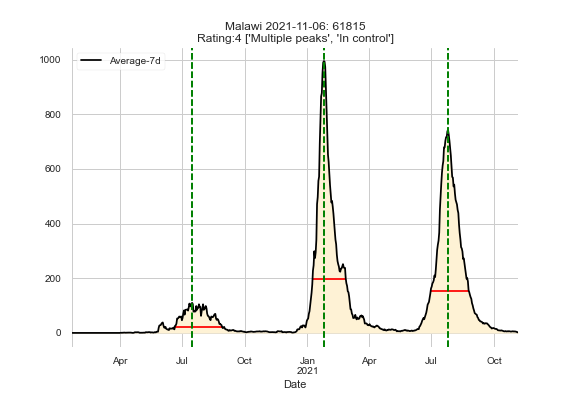 Malawi 2021-11-06: 61815
Rating:4 ['Multiple peaks', 'In control']
Average-7d
1000
800
600
400
200
0
Apr Jul Oct Jan Apr Jul Oct
2021
Date